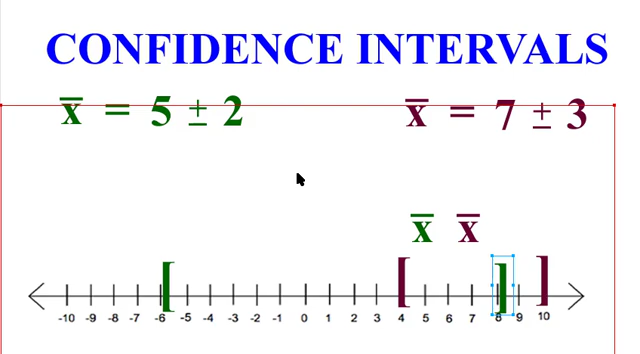 CONFIDENCE INTERVALS
x̄ = 5 ± 2 x̄ = 7 ± 3
x̄ x̄
[ [ ] ]
-10 -9 -8 -7 -6 -5 -4 -3 -2 -1 0 1 2 3 4 5 6 7 8 9 10